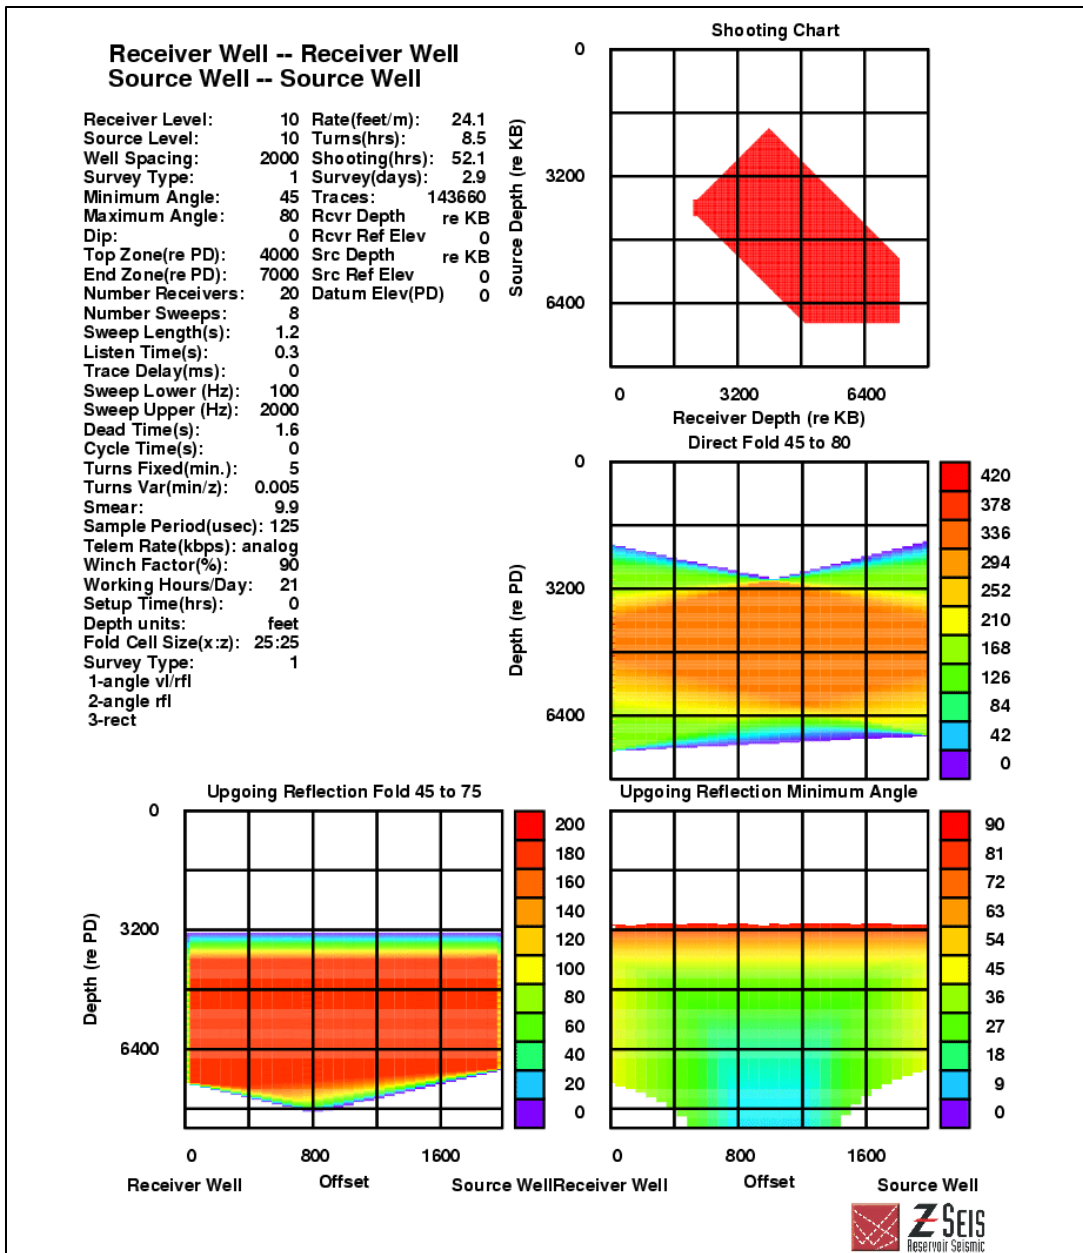 Receiver Well -- Receiver Well
Source Well -- Source Well
Receiver Level: 10 Rate(feet/m): 24.1
Source Level: 10 Turns(hrs): 8.5
Well Spacing: 2000 Shooting(hrs): 52.1
Survey Type: 1 Survey(days): 2.9
Minimum Angle: 45 Traces: 143660
Maximum Angle: 80 Rcvr Depth re KB
Dip: 0 Rcvr Ref Elev 0
Top Zone(re PD): 4000 Src Depth re KB
End Zone(re PD): 7000 Src Ref Elev 0
Number Receivers: 20 Datum Elev(PD) 0
Number Sweeps: 8
Sweep Length(s): 1.2
Listen Time(s): 0.3
Trace Delay(ms): 0
Sweep Lower (Hz): 100
Sweep Upper (Hz): 2000
Dead Time(s): 1.6
Cycle Time(s): 0
Turns Fixed(min.): 5
Turns Var(min/z): 0.005
Smear: 9.9
Sample Period(usec): 125
Telem Rate(kbps): analog
Winch Factor(%): 90
Working Hours/Day: 21
Setup Time(hrs): 0
Depth units: feet
Fold Cell Size(x:z): 25:25
Survey Type: 1
1-angle vl/rfl
2-angle rfl
3-rect
Shooting Chart
Source Depth (re KB)
0
3200
6400
0 3200 6400
Receiver Depth (re KB)
Direct Fold 45 to 80
Depth (re PD)
0
3200
6400
420
378
336
294
252
210
168
126
84
42
0
Upgoing Reflection Fold 45 to 75
Depth (re PD)
0
3200
6400
200
180
160
140
120
100
80
60
40
20
0
0 800 1600
Receiver Well Offset Source Well
Upgoing Reflection Minimum Angle
90
81
72
63
54
45
36
27
18
9
0
0 800 1600
Receiver Well Offset Source Well
Z SEIS
Reservoir Seismic